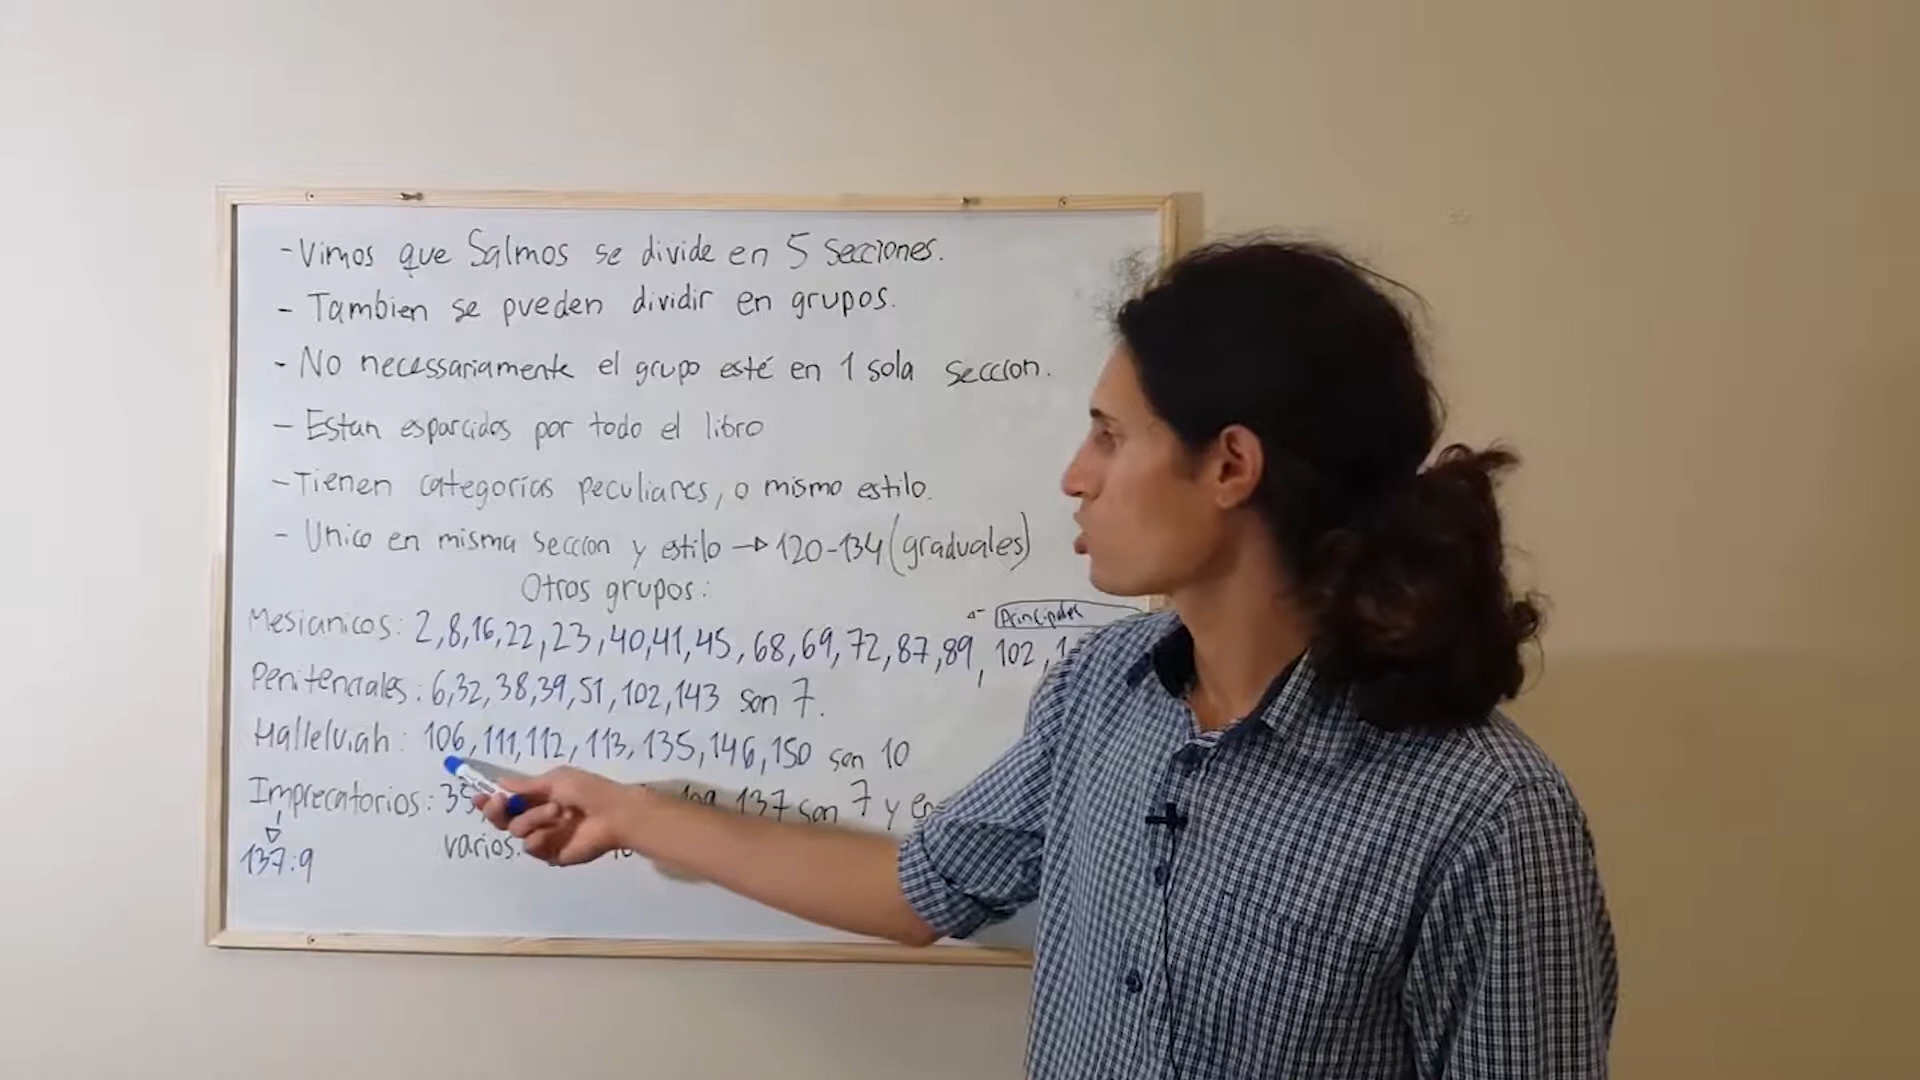 - Vimos que Salmos se divide en 5 secciones.
- Tambien se pueden dividir en grupos.
- No necessariamente el grupo esté en 1 sola seccion.
- Estan esparcidos por todo el libro
- Tienen categorías peculiares, o mismo estilo.
- Unico en misma seccion y estilo → 120-134 (graduales)
Otros grupos:
← Principales
Mesianicos: 2, 8, 16, 22, 23, 40, 41, 45, 68, 69, 72, 87, 89, 102,
Penitenciales: 6, 32, 38, 39, 51, 102, 143 son 7.
Halleluiah: 106, 111, 112, 113, 135, 146, 150 son 10
Imprecatorios: 109, 137 son 7 y en
varios.
137:9